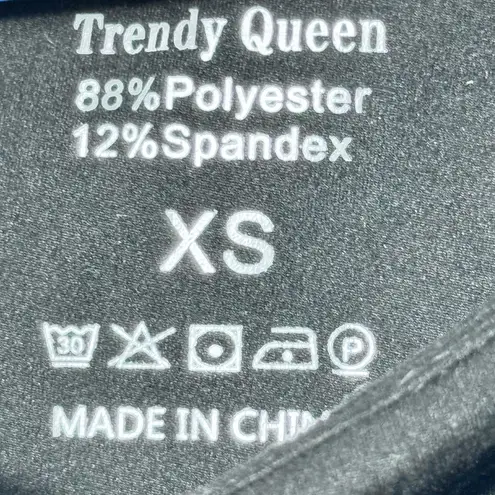 Trendy Queen
88%Polyester
12%Spandex
XS
30 P
MADE IN